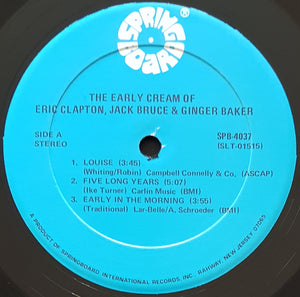 SPRING
BOARD
THE EARLY CREAM OF
ERIC CLAPTON, JACK BRUCE & GINGER BAKER
SIDE A
STEREO
SPB-4037
(SLT-01515)
1. LOUISE (3:45)
(Whiting/Robin) Campbell Connelly & Co. (ASCAP)
2. FIVE LONG YEARS (5:07)
(Ike Turner) Carlin Music (BMI)
3. EARLY IN THE MORNING (3:55)
(Traditional) Lar-Belle/A. Schroeder (BMI)
A PRODUCT OF SPRINGBOARD INTERNATIONAL RECORDS, INC. RAHWAY, NEW JERSEY 07065